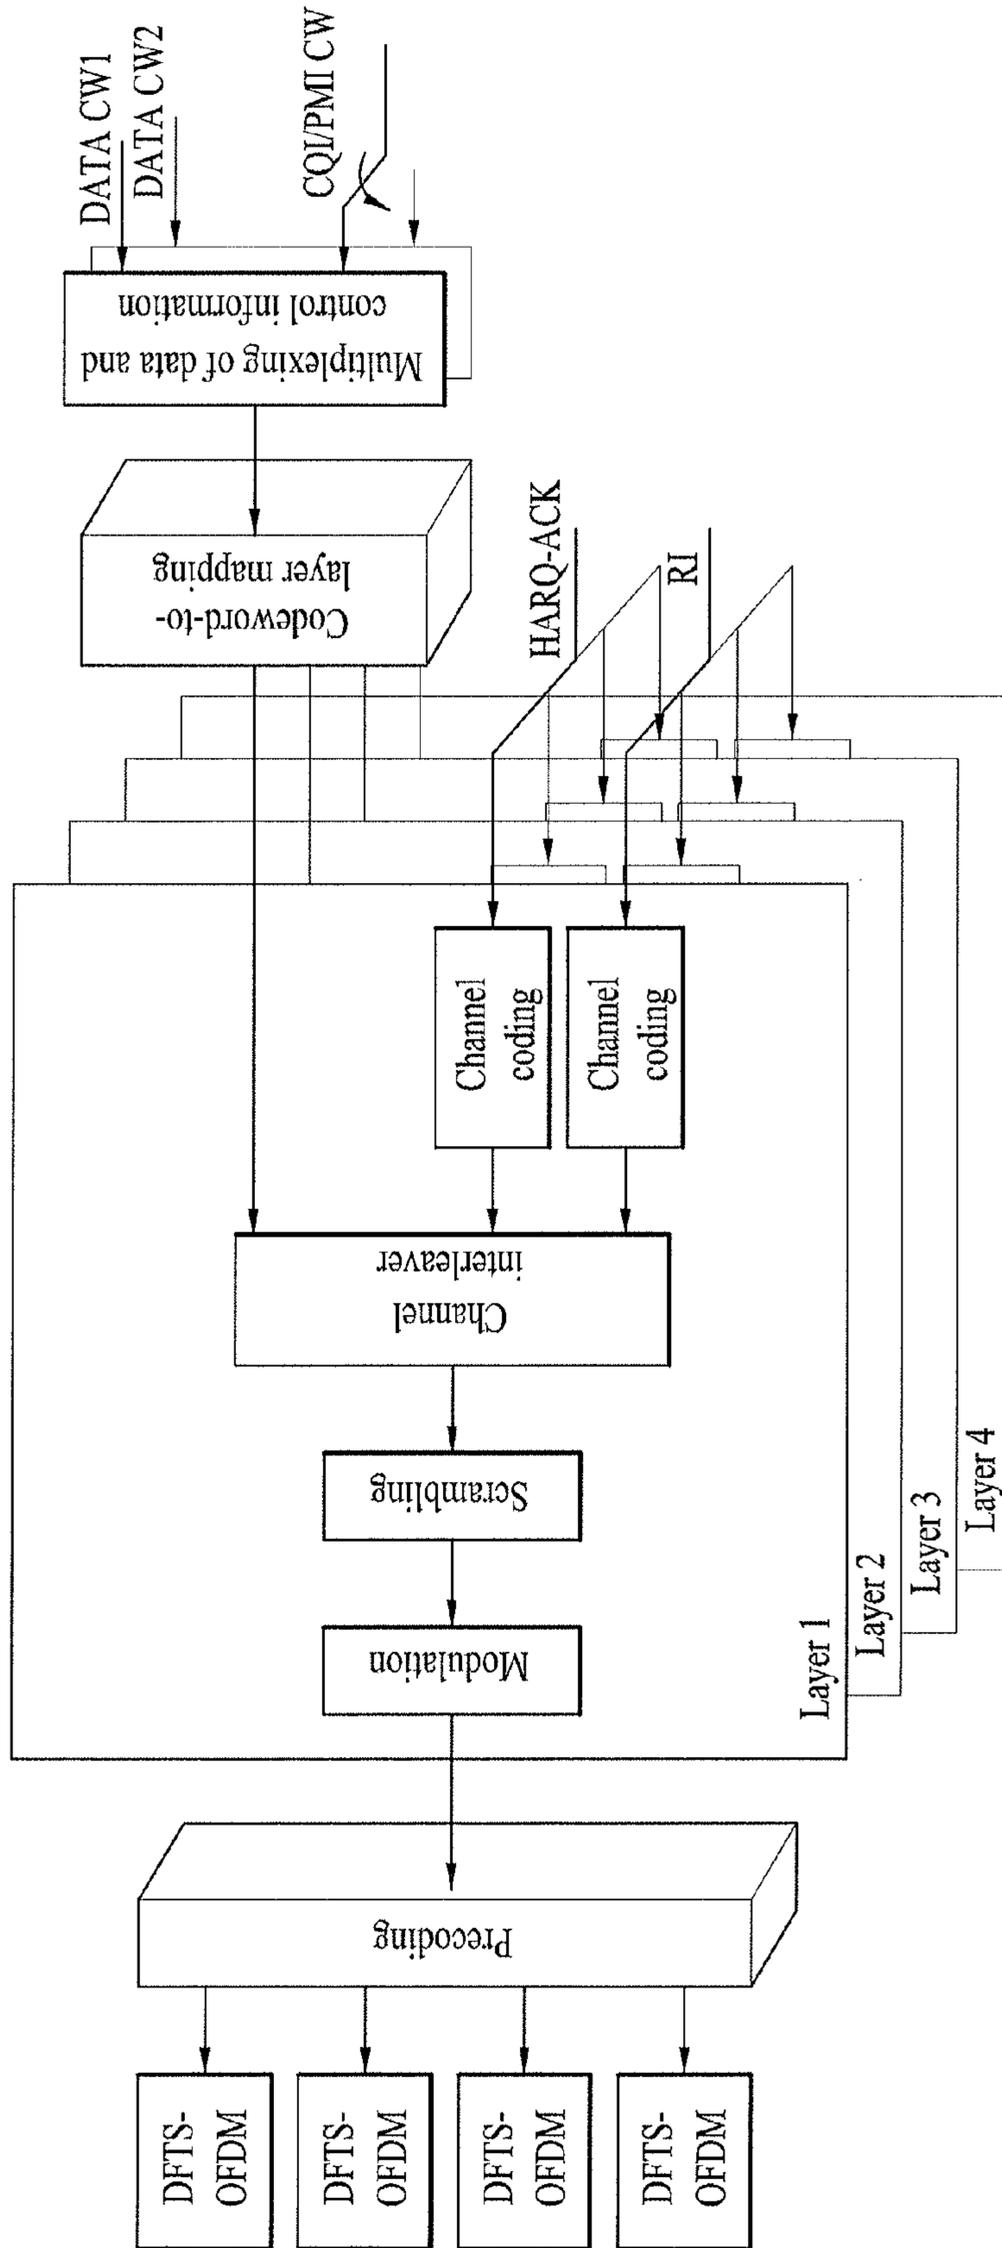 DATA CW1
DATA CW2
CQI/PMI CW
Multiplexing of data and
control information
Codeword-to-
layer mapping
HARQ-ACK
RI
Channel
coding
Channel
coding
Channel
interleaver
Scrambling
Modulation
Layer 1
Layer 2
Layer 3
Layer 4
Precoding
DFTS-
OFDM
DFTS-
OFDM
DFTS-
OFDM
DFTS-
OFDM